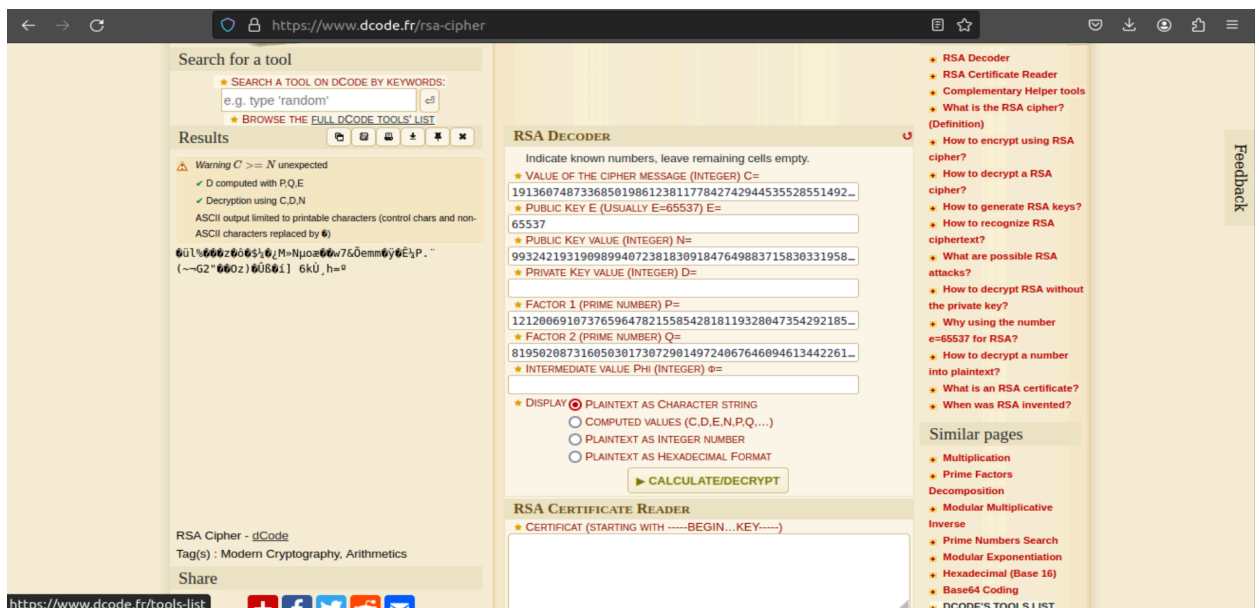 https://www.dcode.fr/rsa-cipher
Search for a tool
SEARCH A TOOL ON DCODE BY KEYWORDS:
e.g. type 'random'
BROWSE THE FULL DCODE TOOLS' LIST
Results
Warning C >= N unexpected
D computed with P,Q,E
Decryption using C,D,N
ASCII output limited to printable characters (control chars and non-
ASCII characters replaced by �)
RSA Cipher - dCode
Tag(s) : Modern Cryptography, Arithmetics
Share
https://www.dcode.fr/tools-list
RSA DECODER
Indicate known numbers, leave remaining cells empty.
VALUE OF THE CIPHER MESSAGE (INTEGER) C=
1913607487336850198612381177842742944535528551492…
PUBLIC KEY E (USUALLY E=65537) E=
65537
PUBLIC KEY VALUE (INTEGER) N=
9932421931909899407238183091847649883715830331958…
PRIVATE KEY VALUE (INTEGER) D=
FACTOR 1 (PRIME NUMBER) P=
1212006910737659647821558542818119328047354292185…
FACTOR 2 (PRIME NUMBER) Q=
8195020873160503017307290149724067646094613442261…
INTERMEDIATE VALUE PHI (INTEGER) Φ=
DISPLAY PLAINTEXT AS CHARACTER STRING
COMPUTED VALUES (C,D,E,N,P,Q,…)
PLAINTEXT AS INTEGER NUMBER
PLAINTEXT AS HEXADECIMAL FORMAT
► CALCULATE/DECRYPT
RSA CERTIFICATE READER
CERTIFICAT (STARTING WITH -----BEGIN…KEY-----)
RSA Decoder
RSA Certificate Reader
Complementary Helper tools
What is the RSA cipher?
(Definition)
How to encrypt using RSA
cipher?
How to decrypt a RSA
cipher?
How to generate RSA keys?
How to recognize RSA
ciphertext?
What are possible RSA
attacks?
How to decrypt RSA without
the private key?
Why using the number
e=65537 for RSA?
How to decrypt a number
into plaintext?
What is an RSA certificate?
When was RSA invented?
Similar pages
Multiplication
Prime Factors
Decomposition
Modular Multiplicative
Inverse
Prime Numbers Search
Modular Exponentiation
Hexadecimal (Base 16)
Base64 Coding
DCODE'S TOOLS LIST
Feedback